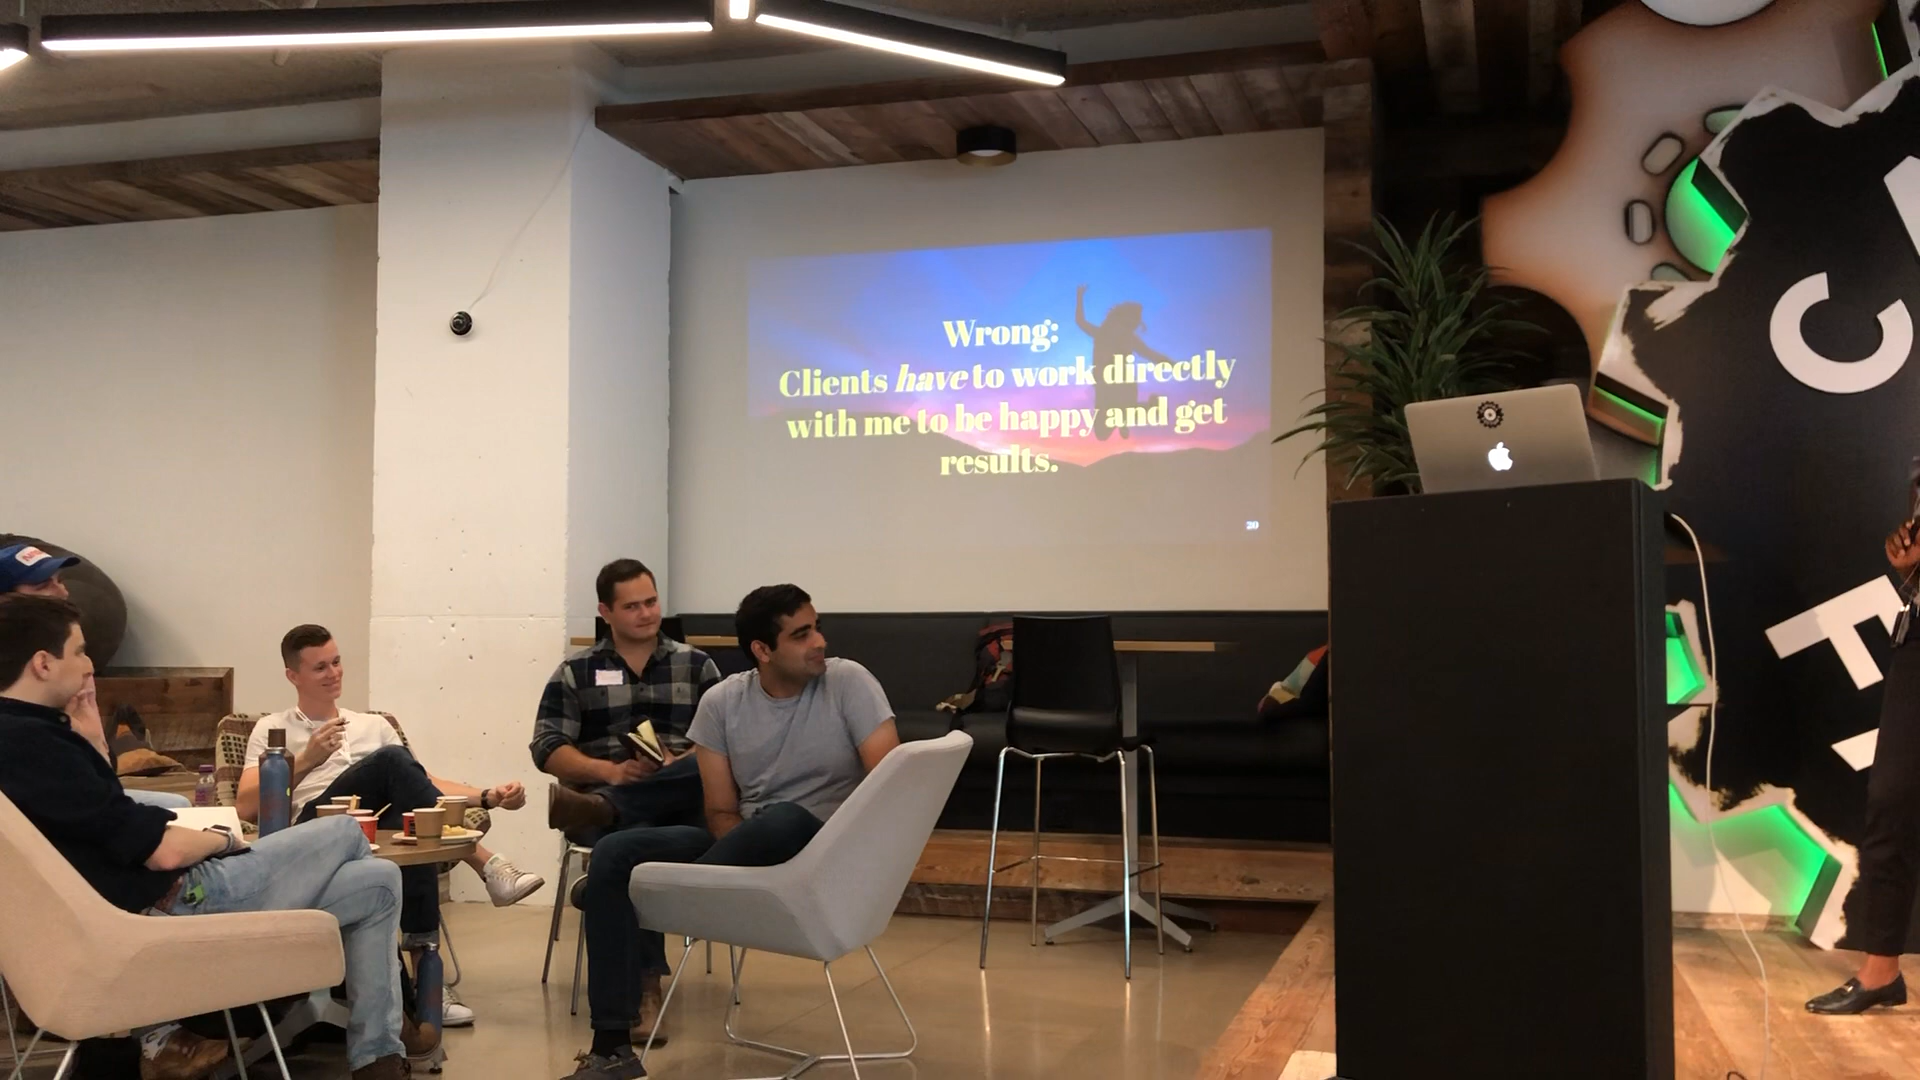 Wrong:
Clients have to work directly
with me to be happy and get
results.
20
C